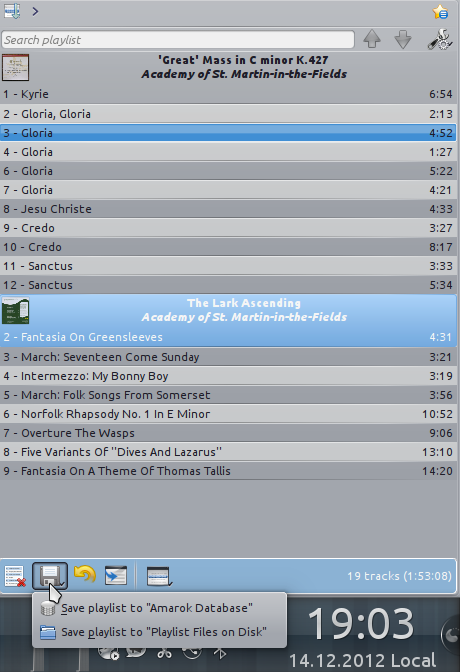 Search playlist
'Great' Mass in C minor K.427
Academy of St. Martin-in-the-Fields
1 - Kyrie 6:54
2 - Gloria, Gloria 2:13
3 - Gloria 4:52
4 - Gloria 1:27
6 - Gloria 5:22
7 - Gloria 4:21
8 - Jesu Christe 4:33
9 - Credo 3:27
10 - Credo 8:17
11 - Sanctus 3:33
12 - Sanctus 5:34
The Lark Ascending
Academy of St. Martin-in-the-Fields
2 - Fantasia On Greensleeves 4:31
3 - March: Seventeen Come Sunday 3:21
4 - Intermezzo: My Bonny Boy 3:19
5 - March: Folk Songs From Somerset 3:56
6 - Norfolk Rhapsody No. 1 In E Minor 10:52
7 - Overture The Wasps 9:06
8 - Five Variants Of "Dives And Lazarus" 13:10
9 - Fantasia On A Theme Of Thomas Tallis 14:20
19 tracks (1:53:08)
Save playlist to "Amarok Database"
Save playlist to "Playlist Files on Disk"
19:03
14.12.2012 Local